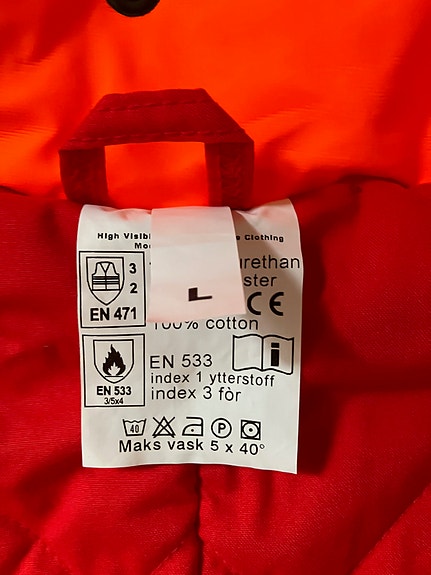 High Visib
Clothing
Mo
L
urethan
ster
CE
100% cotton
3
2
EN 471
EN 533
index 1 ytterstoff
index 3 fòr
i
EN 533
3/5x4
40
P
Maks vask 5 x 40°